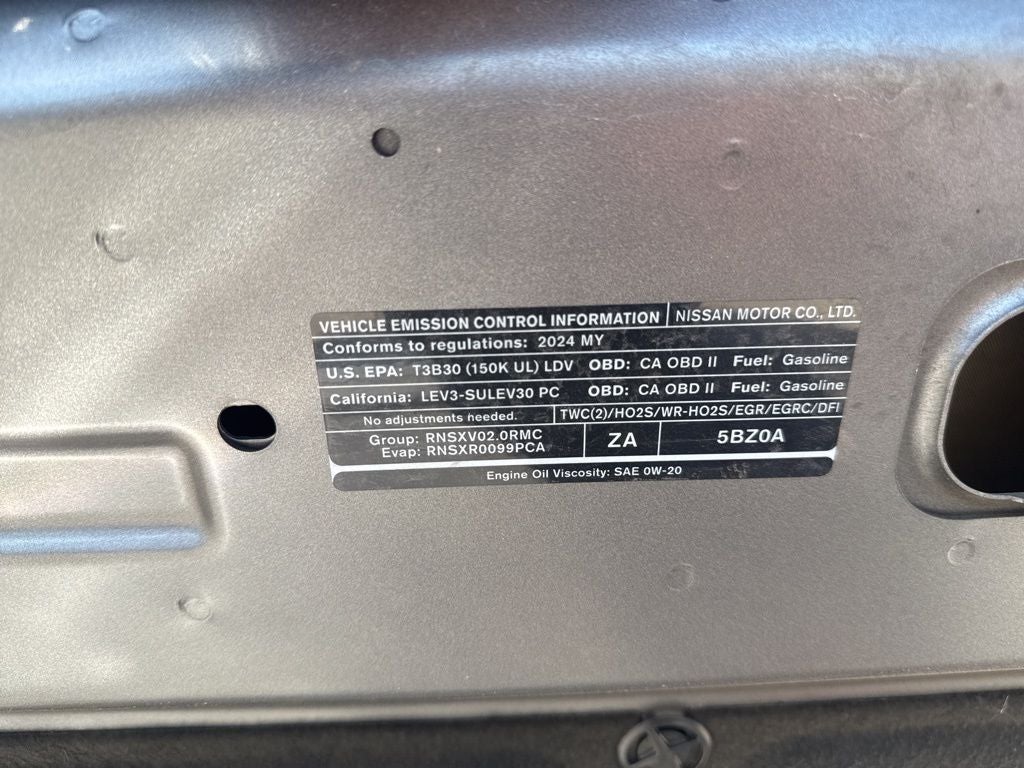 VEHICLE EMISSION CONTROL INFORMATION NISSAN MOTOR CO., LTD.
Conforms to regulations: 2024 MY
U.S. EPA: T3B30 (150K UL) LDV OBD: CA OBD II Fuel: Gasoline
California: LEV3-SULEV30 PC OBD: CA OBD II Fuel: Gasoline
No adjustments needed. TWC(2)/HO2S/WR-HO2S/EGR/EGRC/DFI
Group: RNSXV02.0RMC
Evap: RNSXR0099PCA
ZA
5BZ0A
Engine Oil Viscosity: SAE 0W-20